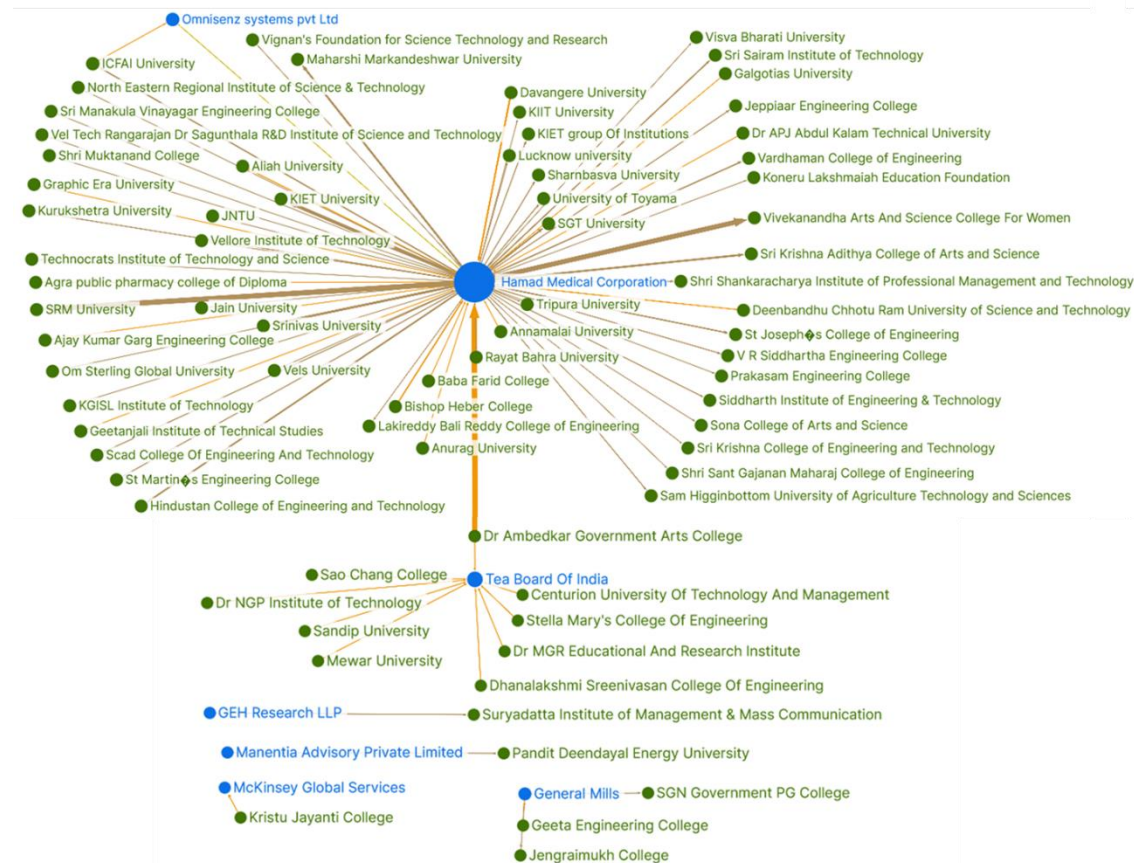 Omnisenz systems pvt Ltd
Vignan's Foundation for Science Technology and Research
Visva Bharati University
ICFAI University
Maharshi Markandeshwar University
Sri Sairam Institute of Technology
Galgotias University
North Eastern Regional Institute of Science & Technology
Davangere University
Sri Manakula Vinayagar Engineering College
KIIT University
Jeppiaar Engineering College
Vel Tech Rangarajan Dr Sagunthala R&D Institute of Science and Technology
KIET group Of Institutions
Dr APJ Abdul Kalam Technical University
Shri Muktanand College
Lucknow university
Vardhaman College of Engineering
Aliah University
Sharnbasva University
Koneru Lakshmaiah Education Foundation
Graphic Era University
KIET University
University of Toyama
Kurukshetra University
JNTU
SGT University
Vivekanandha Arts And Science College For Women
Vellore Institute of Technology
Sri Krishna Adithya College of Arts and Science
Technocrats Institute of Technology and Science
Agra public pharmacy college of Diploma
Hamad Medical Corporation
Shri Shankaracharya Institute of Professional Management and Technology
SRM University
Jain University
Tripura University
Deenbandhu Chhotu Ram University of Science and Technology
Srinivas University
Annamalai University
St Joseph�s College of Engineering
Ajay Kumar Garg Engineering College
Rayat Bahra University
V R Siddhartha Engineering College
Om Sterling Global University
Vels University
Baba Farid College
Prakasam Engineering College
KGISL Institute of Technology
Bishop Heber College
Siddharth Institute of Engineering & Technology
Lakireddy Bali Reddy College of Engineering
Sona College of Arts and Science
Geetanjali Institute of Technical Studies
Anurag University
Sri Krishna College of Engineering and Technology
Scad College Of Engineering And Technology
Shri Sant Gajanan Maharaj College of Engineering
St Martin�s Engineering College
Sam Higginbottom University of Agriculture Technology and Sciences
Hindustan College of Engineering and Technology
Dr Ambedkar Government Arts College
Sao Chang College
Tea Board Of India
Centurion University Of Technology And Management
Dr NGP Institute of Technology
Stella Mary's College Of Engineering
Sandip University
Dr MGR Educational And Research Institute
Mewar University
Dhanalakshmi Sreenivasan College Of Engineering
GEH Research LLP
Suryadatta Institute of Management & Mass Communication
Manentia Advisory Private Limited
Pandit Deendayal Energy University
McKinsey Global Services
General Mills
SGN Government PG College
Kristu Jayanti College
Geeta Engineering College
Jengraimukh College